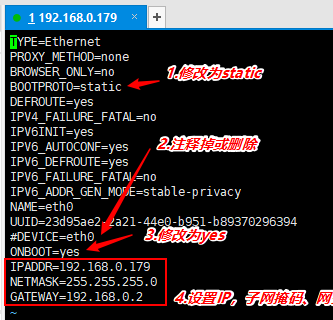 1 192.168.0.179 × +
TYPE=Ethernet
PROXY_METHOD=none
BROWSER_ONLY=no
BOOTPROTO=static
1.修改为static
DEFROUTE=yes
IPV4_FAILURE_FATAL=no
IPV6INIT=yes
IPV6_AUTOCONF=yes
2.注释掉或删除
IPV6_DEFROUTE=yes
IPV6_FAILURE_FATAL=no
IPV6_ADDR_GEN_MODE=stable-privacy
NAME=eth0
UUID=23d95ae2-2a21-44e0-b951-b89370296394
#DEVICE=eth0
3.修改为yes
ONBOOT=yes
IPADDR=192.168.0.179
NETMASK=255.255.255.0
GATEWAY=192.168.0.2
4.设置IP，子网掩码、网
~